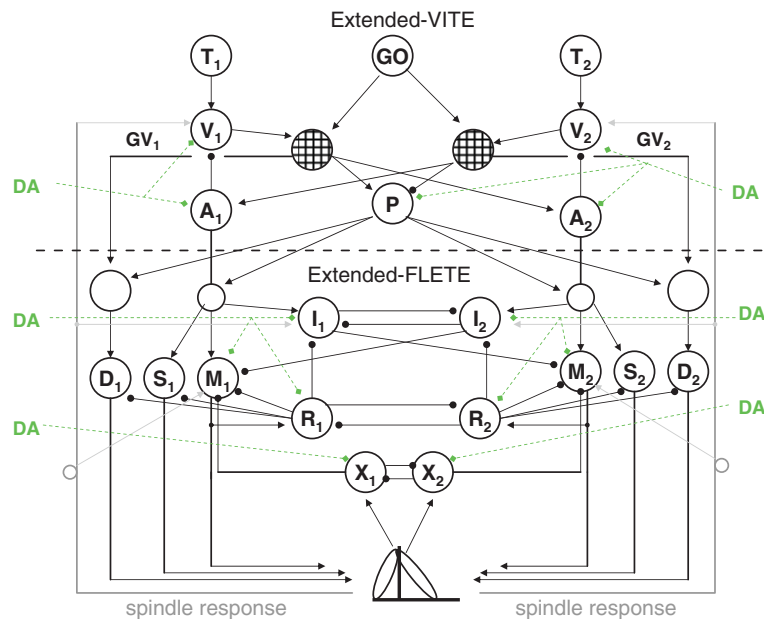 Extended-VITE
T1 GO T2
V1 V2
GV1 GV2
DA DA
A1 P A2
Extended-FLETE
DA I1 I2 DA
D1 S1 M1 M2 S2 D2
R1 R2
DA DA
X1 X2
spindle response spindle response